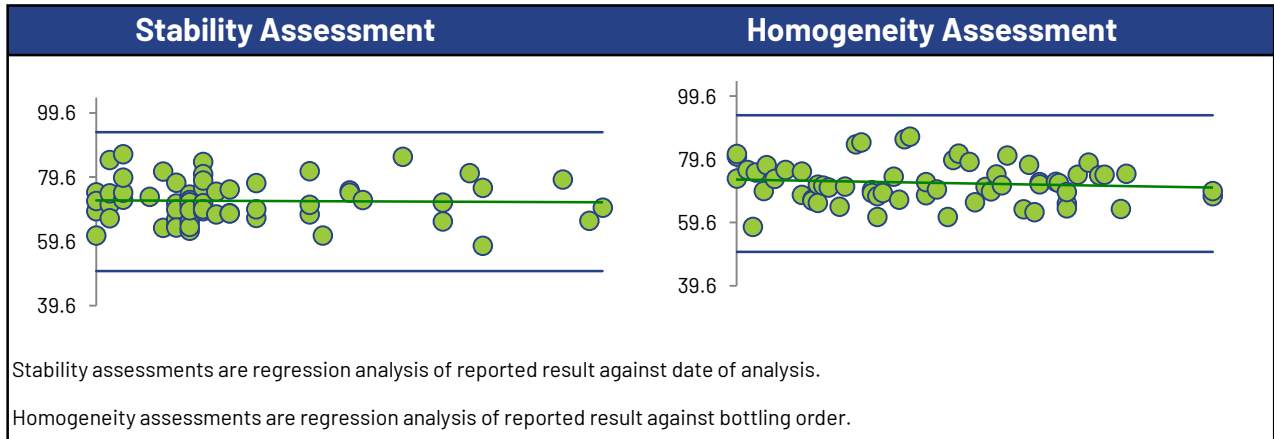 Stability Assessment
Homogeneity Assessment
99.6
79.6
59.6
39.6
99.6
79.6
59.6
39.6
Stability assessments are regression analysis of reported result against date of analysis.
Homogeneity assessments are regression analysis of reported result against bottling order.